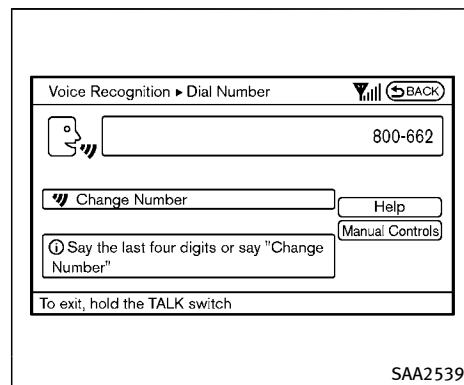 Voice Recognition ▸ Dial Number
BACK
800-662
Change Number
Help
Manual Controls
Say the last four digits or say "Change
Number"
To exit, hold the TALK switch
SAA2539